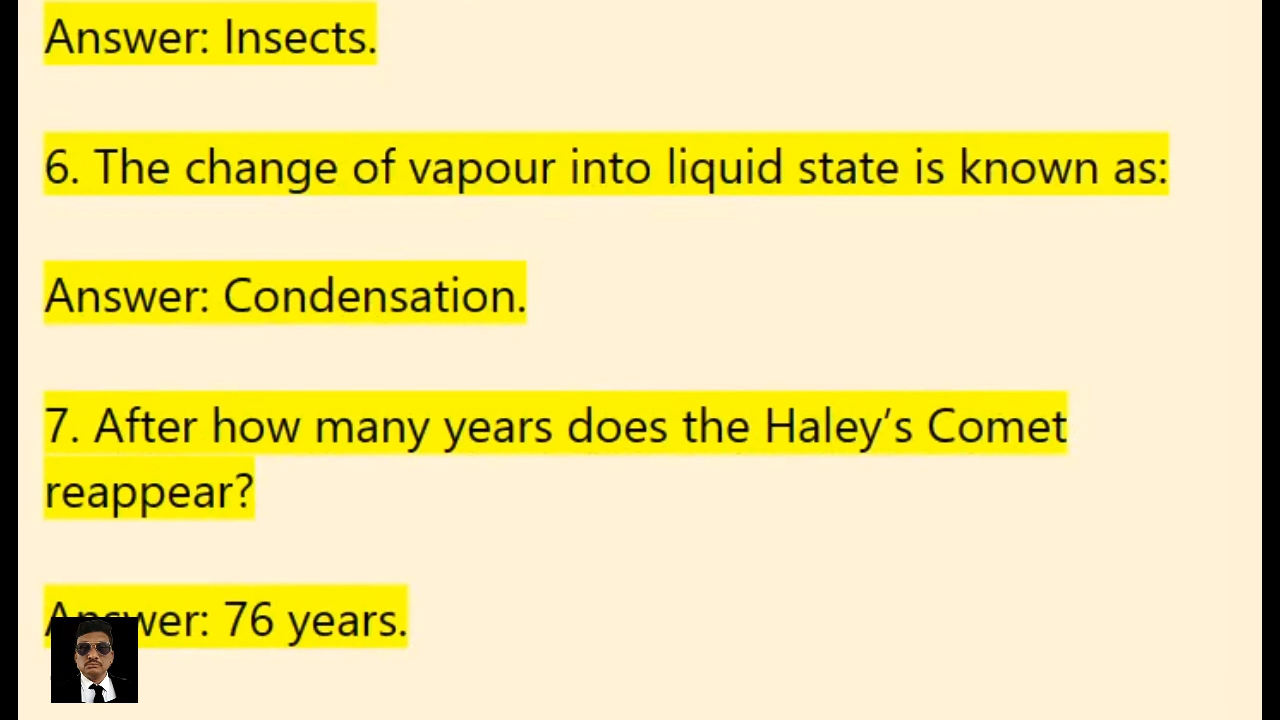 Answer: Insects.
6. The change of vapour into liquid state is known as:
Answer: Condensation.
7. After how many years does the Haley’s Comet
reappear?
Answer: 76 years.